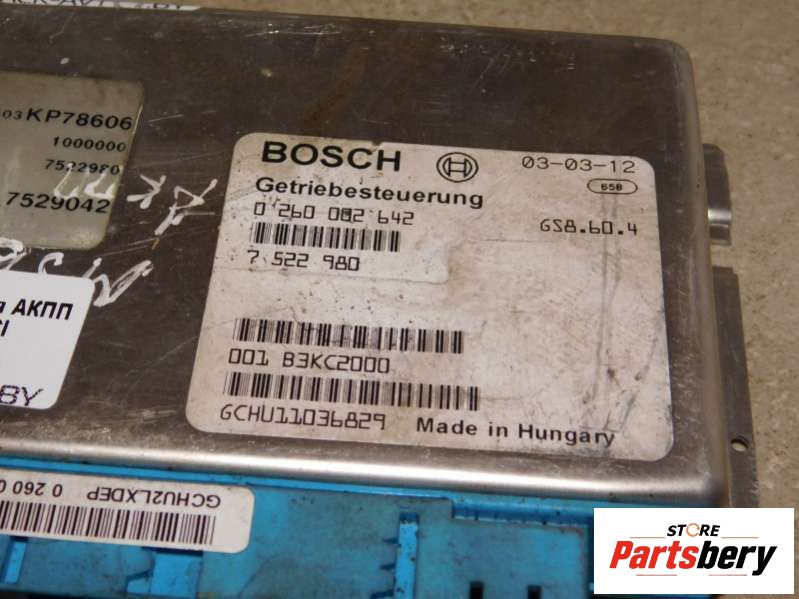 03KP78606
1000000
7522980
7529042
АКПП
BY
BOSCH
03-03-12
658
Getriebesteuerung
0 260 002 642
GS8.60.4
7 522 980
001 B3KC2000
GCHU11036829
Made in Hungary
GCHU2LXDEP
0 260 0
STORE
Partsbery